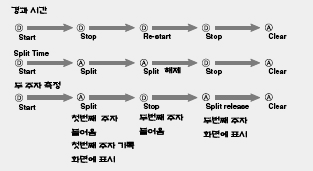 경과 시간
Ⓓ Ⓓ Ⓓ Ⓓ Ⓐ
Start Stop Re-start Stop Clear
Split Time
Ⓓ Ⓐ Ⓐ Ⓓ Ⓐ
Start Split Split 해제 Stop Clear
두 주자 측정
Ⓓ Ⓐ Ⓓ Ⓐ Ⓐ
Start Split Stop Split release Clear
첫번째 주자 두번째 주자 두번째 주자
들어옴 들어옴 화면에 표시
첫번째 주자 기록
화면에 표시